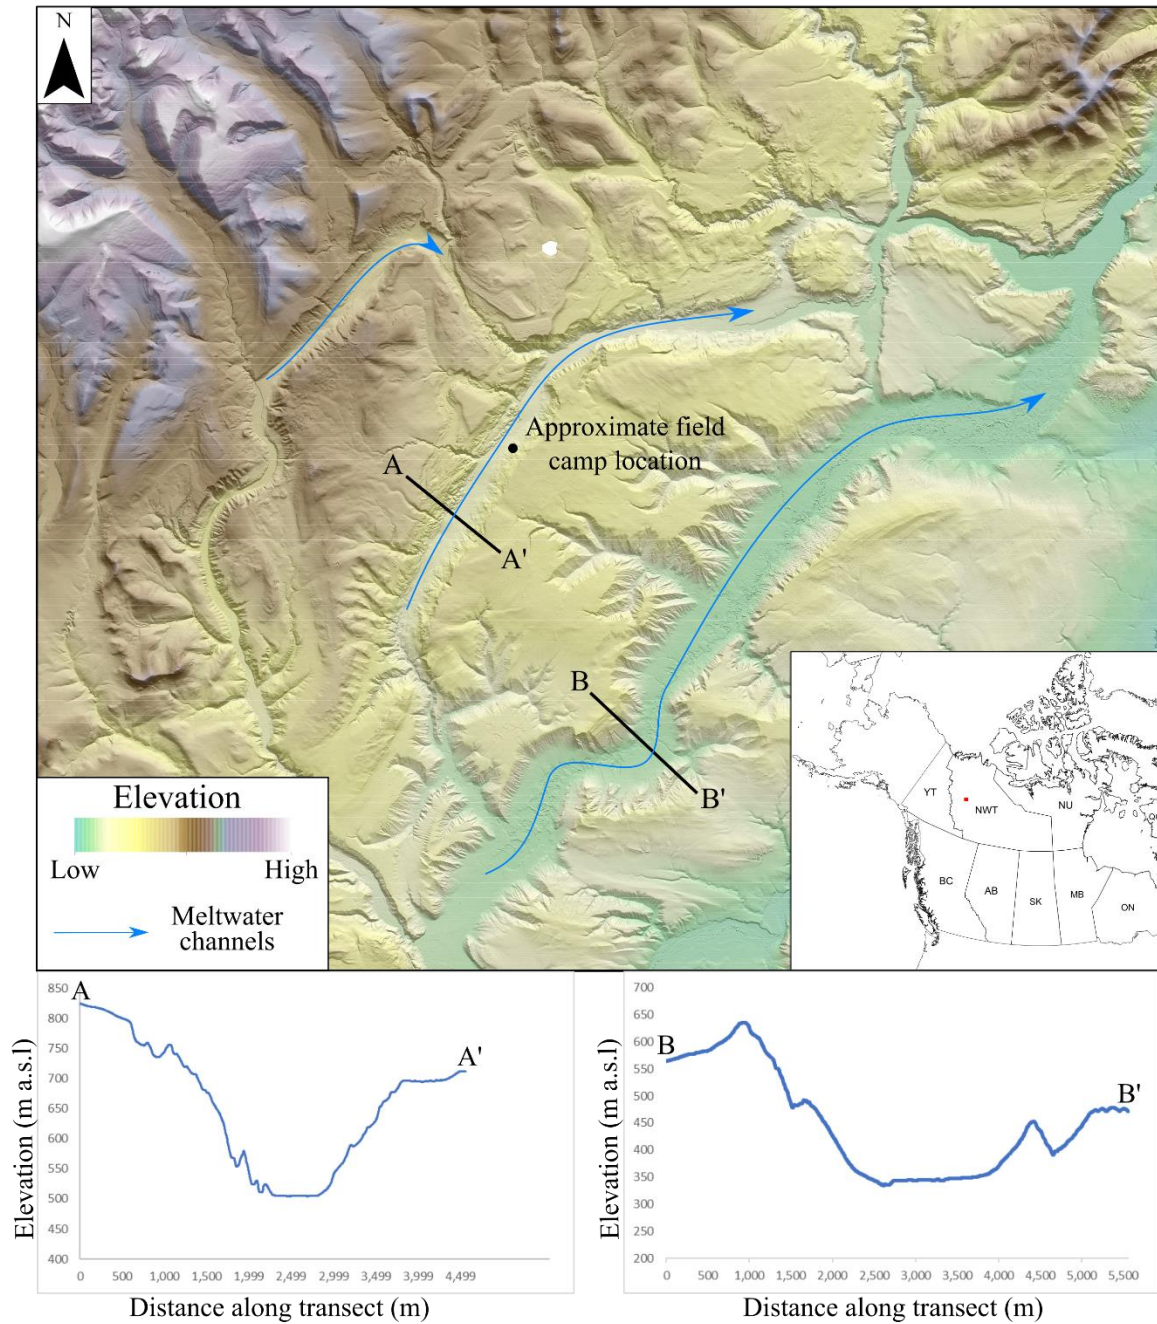 N
Approximate field
camp location
A
A'
B
B'
Elevation
Low
High
Meltwater
channels
YT
NWT
NU
BC
AB
SK
MB
ON
Elevation (m a.s.l)
850
800
750
700
650
600
550
500
450
400
A
A'
0
500
1,000
1,500
1,999
2,499
2,999
3,499
3,999
4,499
Distance along transect (m)
Elevation (m a.s.l)
700
650
600
550
500
450
400
350
300
250
200
B
B'
0
500
1,000
1,500
2,000
2,500
3,000
3,500
4,000
4,500
5,000
5,500
Distance along transect (m)